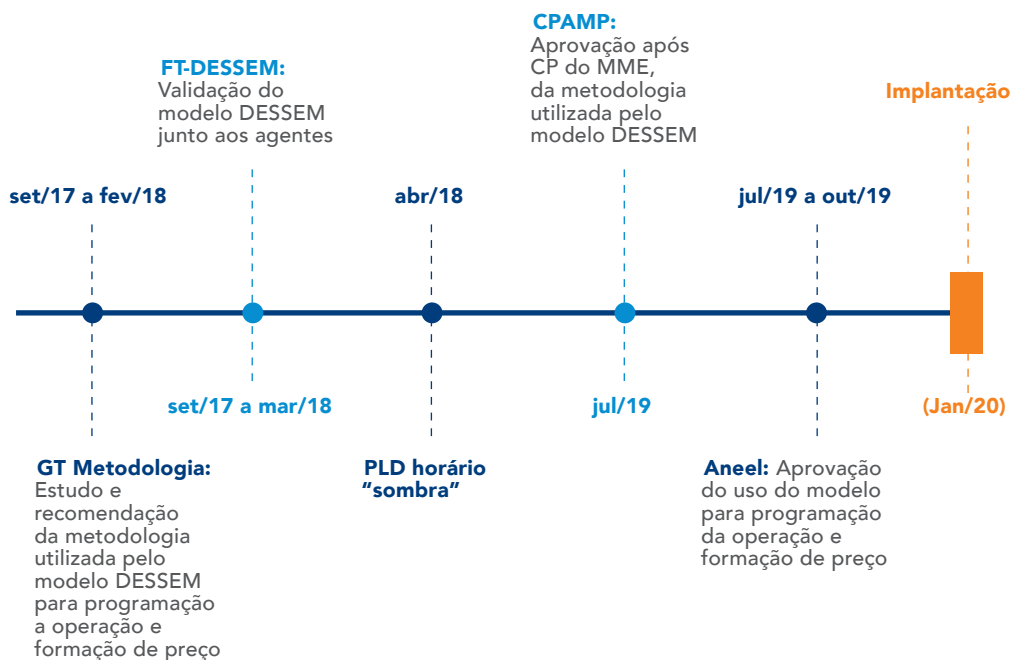 FT-DESSEM:
Validação do
modelo DESSEM
junto aos agentes
CPAMP:
Aprovação após
CP do MME,
da metodologia
utilizada pelo
modelo DESSEM
Implantação
set/17 a fev/18
abr/18
jul/19 a out/19
set/17 a mar/18
jul/19
(Jan/20)
GT Metodologia:
Estudo e
recomendação
da metodologia
utilizada pelo
modelo DESSEM
para programação
a operação e
formação de preço
PLD horário
"sombra"
Aneel: Aprovação
do uso do modelo
para programação
da operação e
formação de preço